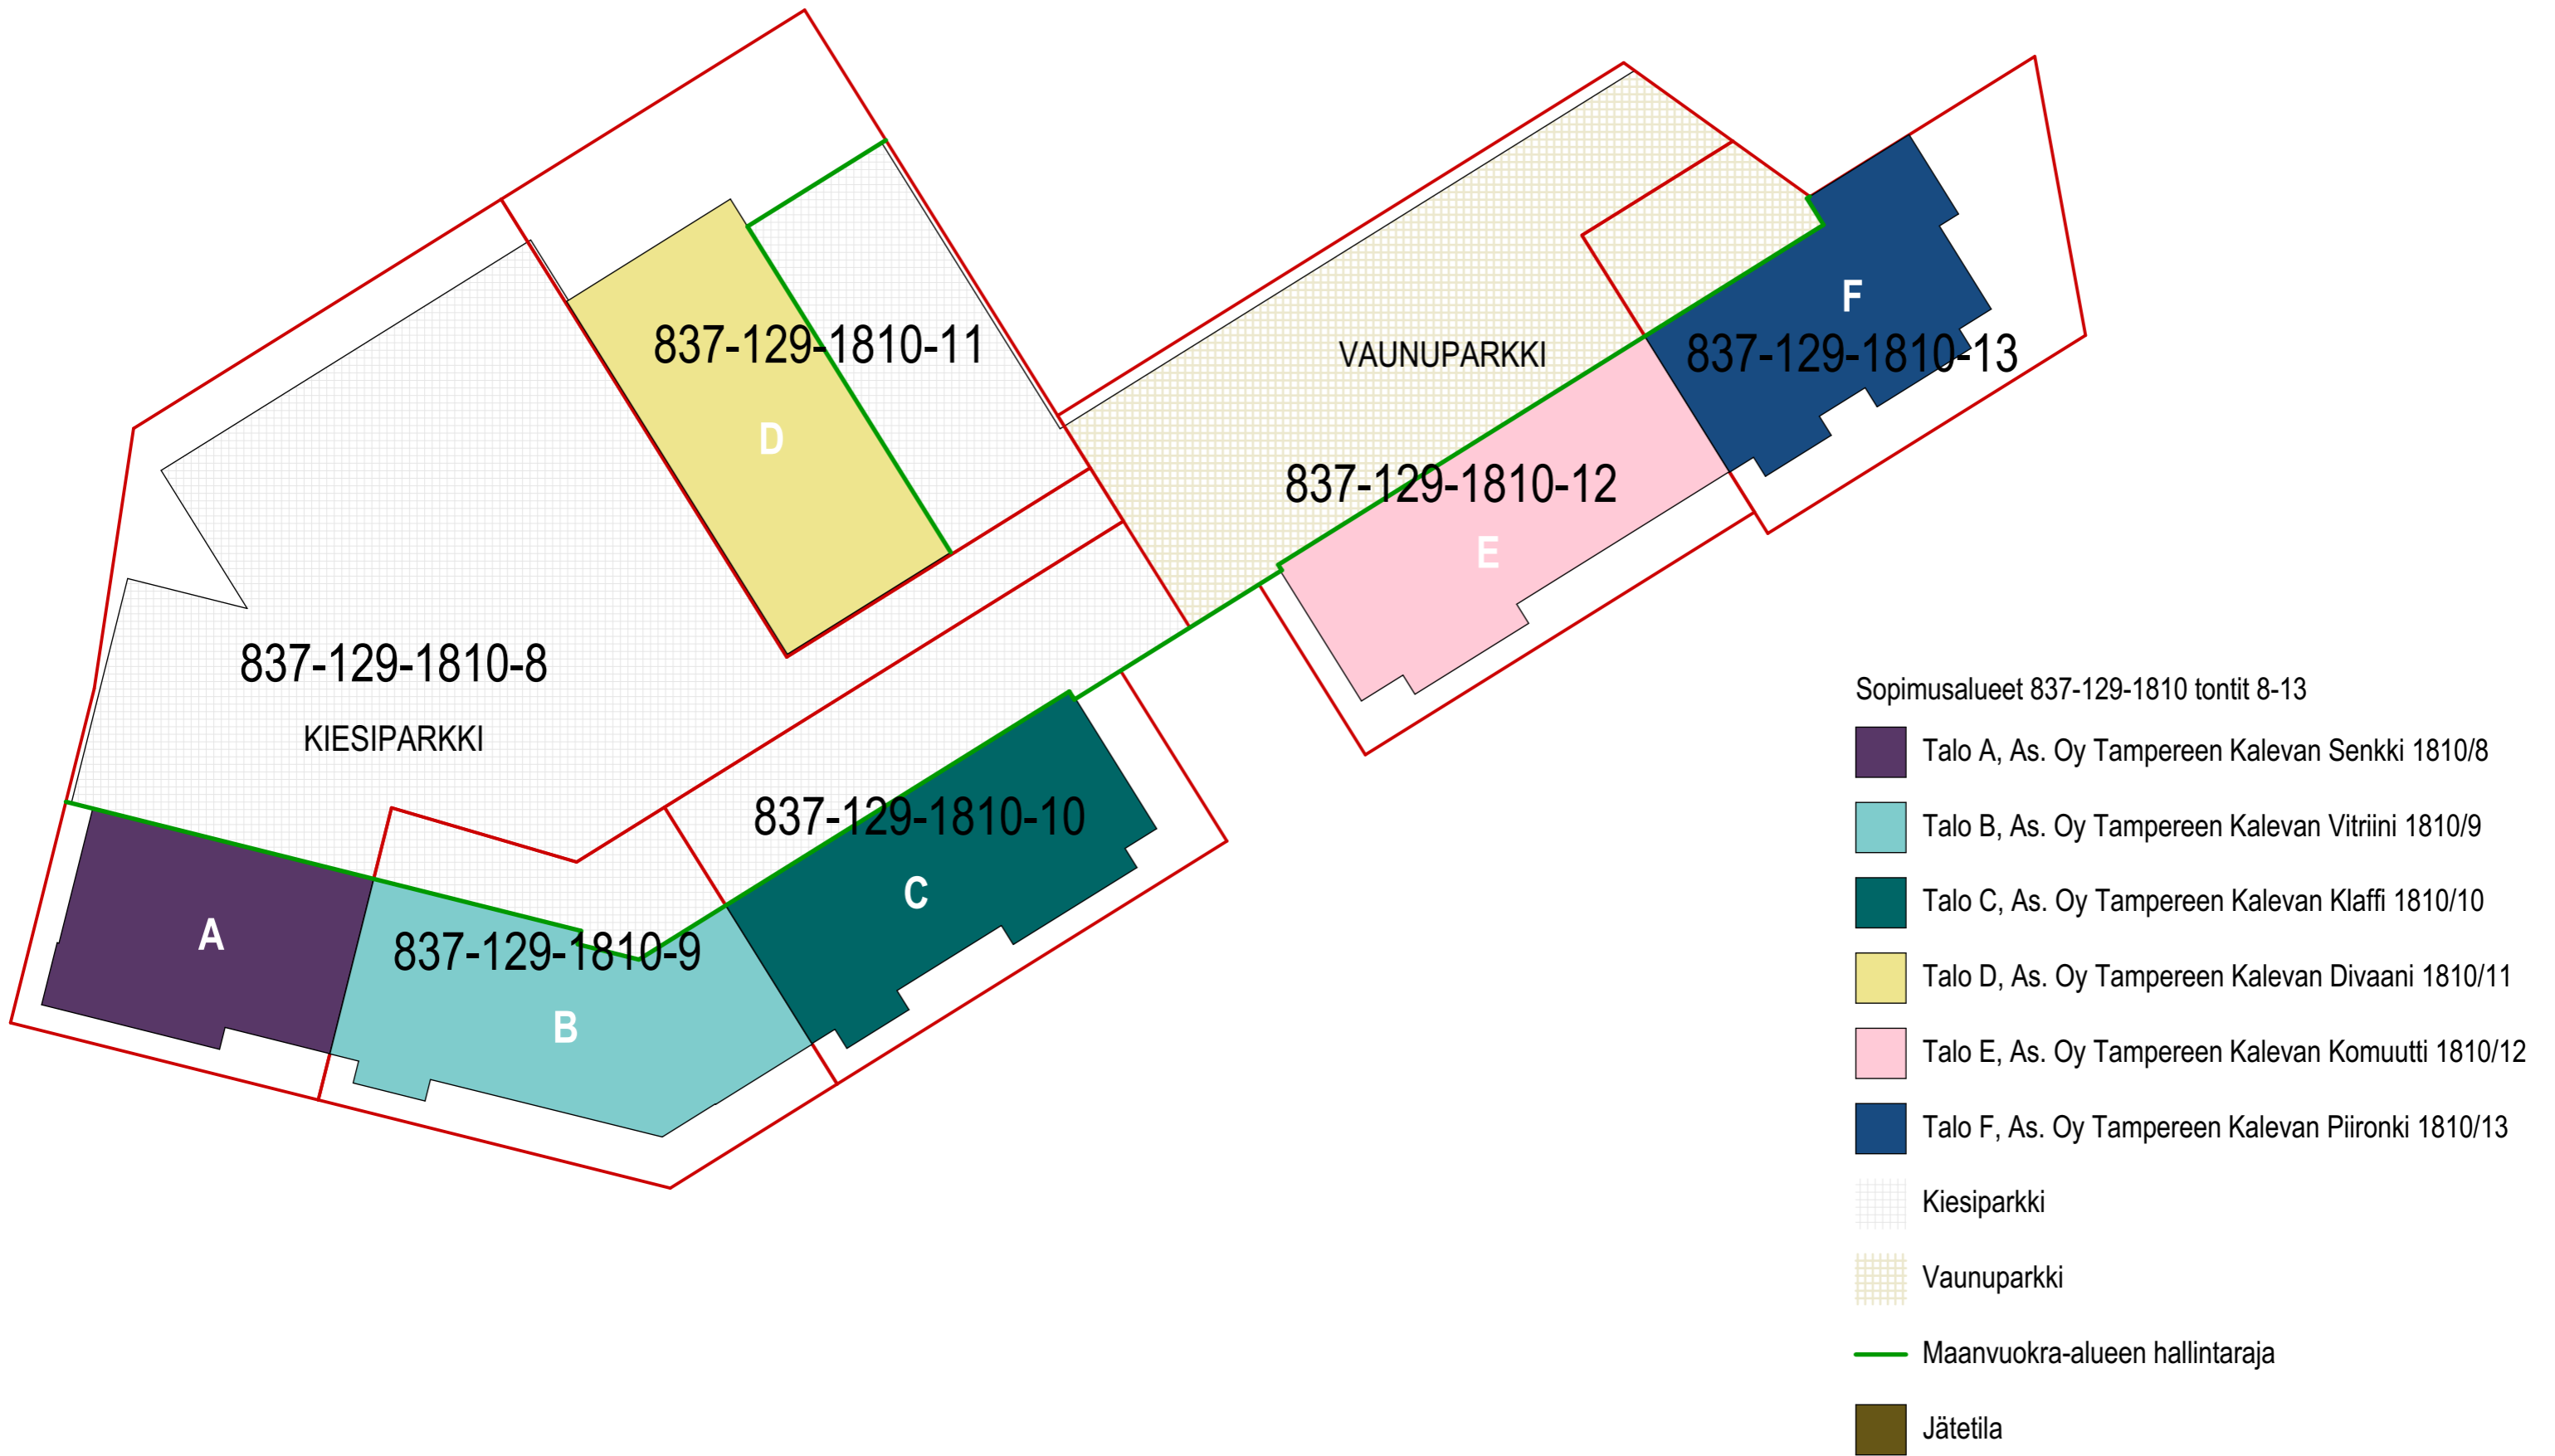 837-129-1810-11
D
VAUNUPARKKI
F
837-129-1810-13
837-129-1810-12
E
837-129-1810-8
KIESIPARKKI
837-129-1810-10
C
A
837-129-1810-9
B
Sopimusalueet 837-129-1810 tontit 8-13
Talo A, As. Oy Tampereen Kalevan Senkki 1810/8
Talo B, As. Oy Tampereen Kalevan Vitriini 1810/9
Talo C, As. Oy Tampereen Kalevan Klaffi 1810/10
Talo D, As. Oy Tampereen Kalevan Divaani 1810/11
Talo E, As. Oy Tampereen Kalevan Komuutti 1810/12
Talo F, As. Oy Tampereen Kalevan Piironki 1810/13
Kiesiparkki
Vaunuparkki
Maanvuokra-alueen hallintaraja
Jätetila